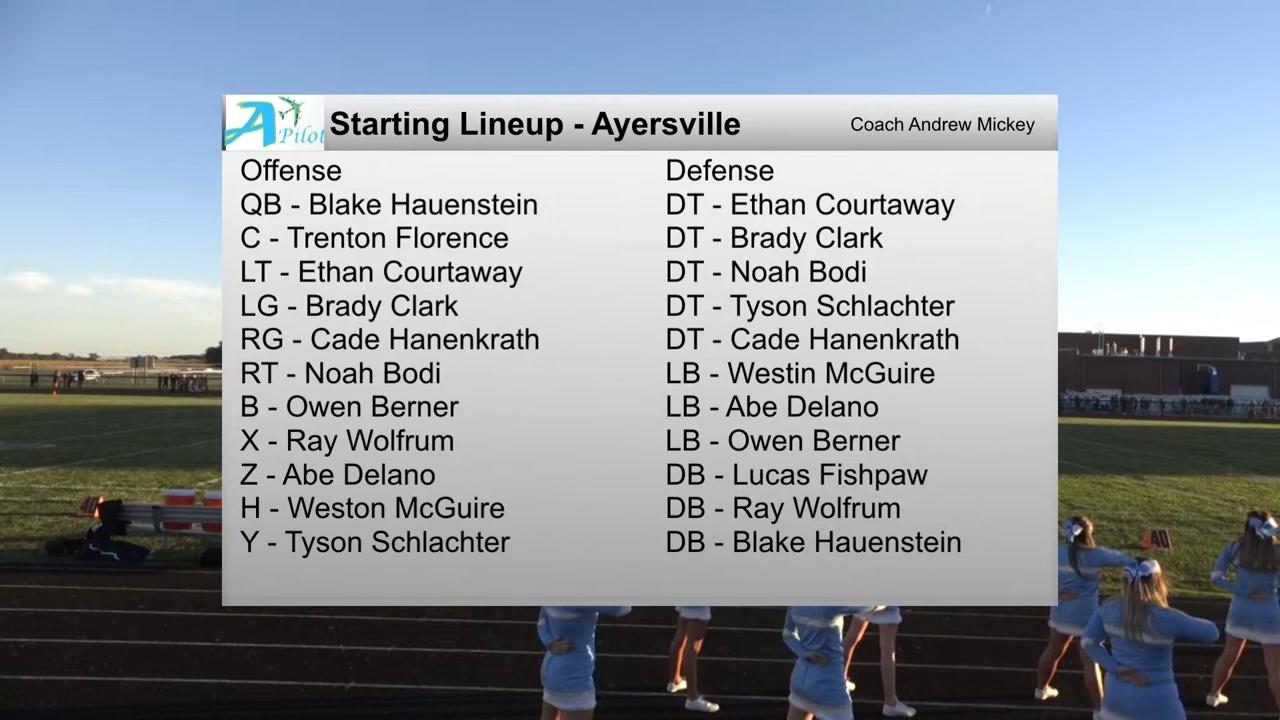 A Pilot
Starting Lineup - Ayersville
Coach Andrew Mickey
Offense
QB - Blake Hauenstein
C - Trenton Florence
LT - Ethan Courtaway
LG - Brady Clark
RG - Cade Hanenkrath
RT - Noah Bodi
B - Owen Berner
X - Ray Wolfrum
Z - Abe Delano
H - Weston McGuire
Y - Tyson Schlachter
Defense
DT - Ethan Courtaway
DT - Brady Clark
DT - Noah Bodi
DT - Tyson Schlachter
DT - Cade Hanenkrath
LB - Westin McGuire
LB - Abe Delano
LB - Owen Berner
DB - Lucas Fishpaw
DB - Ray Wolfrum
DB - Blake Hauenstein
40
40